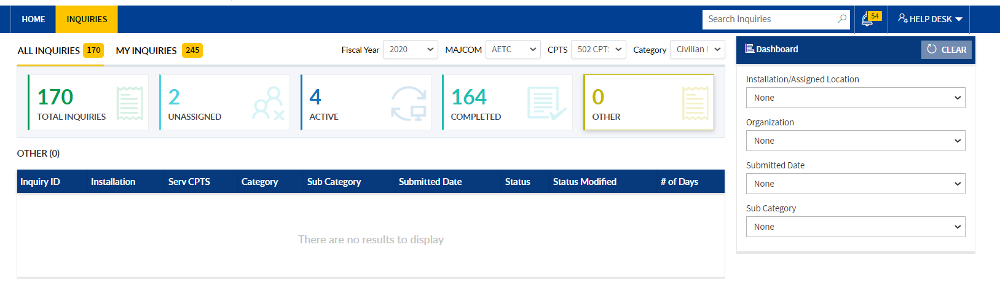 HOME INQUIRIES Search Inquiries 54 HELP DESK
ALL INQUIRIES 170 MY INQUIRIES 245 Fiscal Year 2020 MAJCOM AETC CPTS 502 CPT Category Civilian
Dashboard CLEAR
170 2 4 164 0
TOTAL INQUIRIES UNASSIGNED ACTIVE COMPLETED OTHER
OTHER (0)
Inquiry ID Installation Serv CPTS Category Sub Category Submitted Date Status Status Modified # of Days
There are no results to display
Installation/Assigned Location
None
Organization
None
Submitted Date
None
Sub Category
None